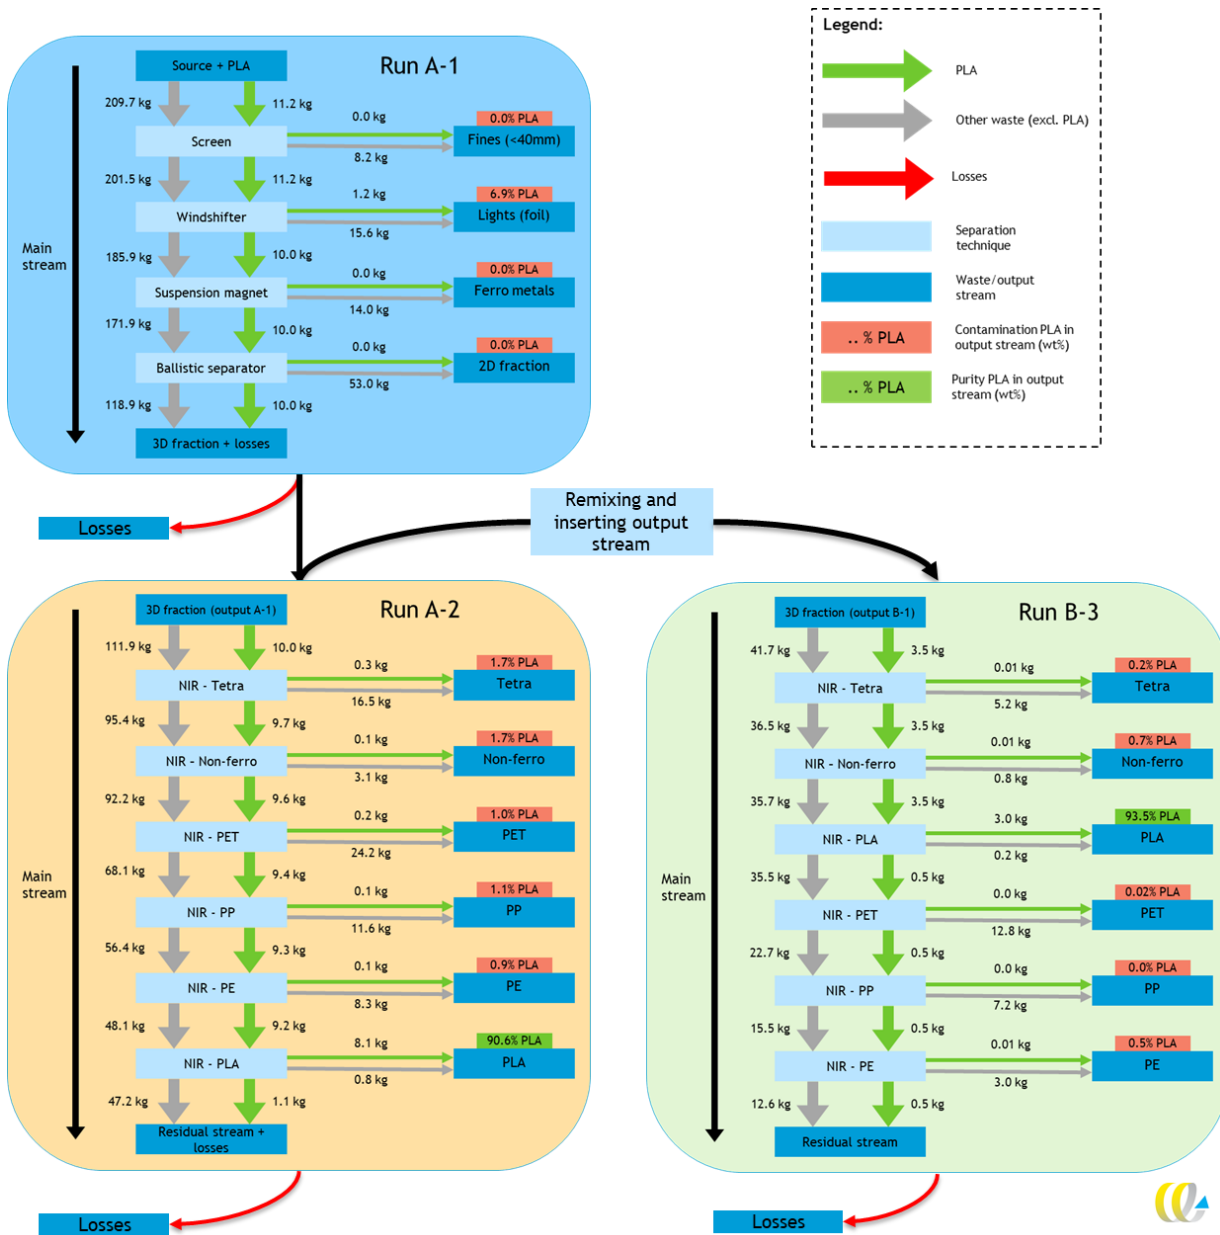 Run A-1
Source + PLA
209.7 kg
11.2 kg
0.0 kg
0.0% PLA
Screen
Fines (<40mm)
8.2 kg
201.5 kg
11.2 kg
1.2 kg
6.9% PLA
Windshifter
Lights (foil)
15.6 kg
Main
stream
185.9 kg
10.0 kg
0.0 kg
0.0% PLA
Suspension magnet
Ferro metals
14.0 kg
171.9 kg
10.0 kg
0.0 kg
0.0% PLA
Ballistic separator
2D fraction
53.0 kg
118.9 kg
10.0 kg
3D fraction + losses
Legend:
PLA
Other waste (excl. PLA)
Losses
Separation
technique
Waste/output
stream
.. % PLA
Contamination PLA in
output stream (wt%)
.. % PLA
Purity PLA in output
stream (wt%)
Losses
Remixing and
inserting output
stream
Run A-2
3D fraction (output A-1)
111.9 kg
10.0 kg
0.3 kg
1.7% PLA
NIR - Tetra
Tetra
16.5 kg
95.4 kg
9.7 kg
0.1 kg
1.7% PLA
NIR - Non-ferro
Non-ferro
3.1 kg
92.2 kg
9.6 kg
0.2 kg
1.0% PLA
NIR - PET
PET
24.2 kg
Main
stream
68.1 kg
9.4 kg
0.1 kg
1.1% PLA
NIR - PP
PP
11.6 kg
56.4 kg
9.3 kg
0.1 kg
0.9% PLA
NIR - PE
PE
8.3 kg
48.1 kg
9.2 kg
8.1 kg
90.6% PLA
NIR - PLA
PLA
0.8 kg
47.2 kg
1.1 kg
Residual stream +
losses
Losses
Run B-3
3D fraction (output B-1)
41.7 kg
3.5 kg
0.01 kg
0.2% PLA
NIR - Tetra
Tetra
5.2 kg
36.5 kg
3.5 kg
0.01 kg
0.7% PLA
NIR - Non-ferro
Non-ferro
0.8 kg
35.7 kg
3.5 kg
3.0 kg
93.5% PLA
NIR - PLA
PLA
0.2 kg
Main
stream
35.5 kg
0.5 kg
0.0 kg
0.02% PLA
NIR - PET
PET
12.8 kg
22.7 kg
0.5 kg
0.0 kg
0.0% PLA
NIR - PP
PP
7.2 kg
15.5 kg
0.5 kg
0.01 kg
0.5% PLA
NIR - PE
PE
3.0 kg
12.6 kg
0.5 kg
Residual stream
Losses